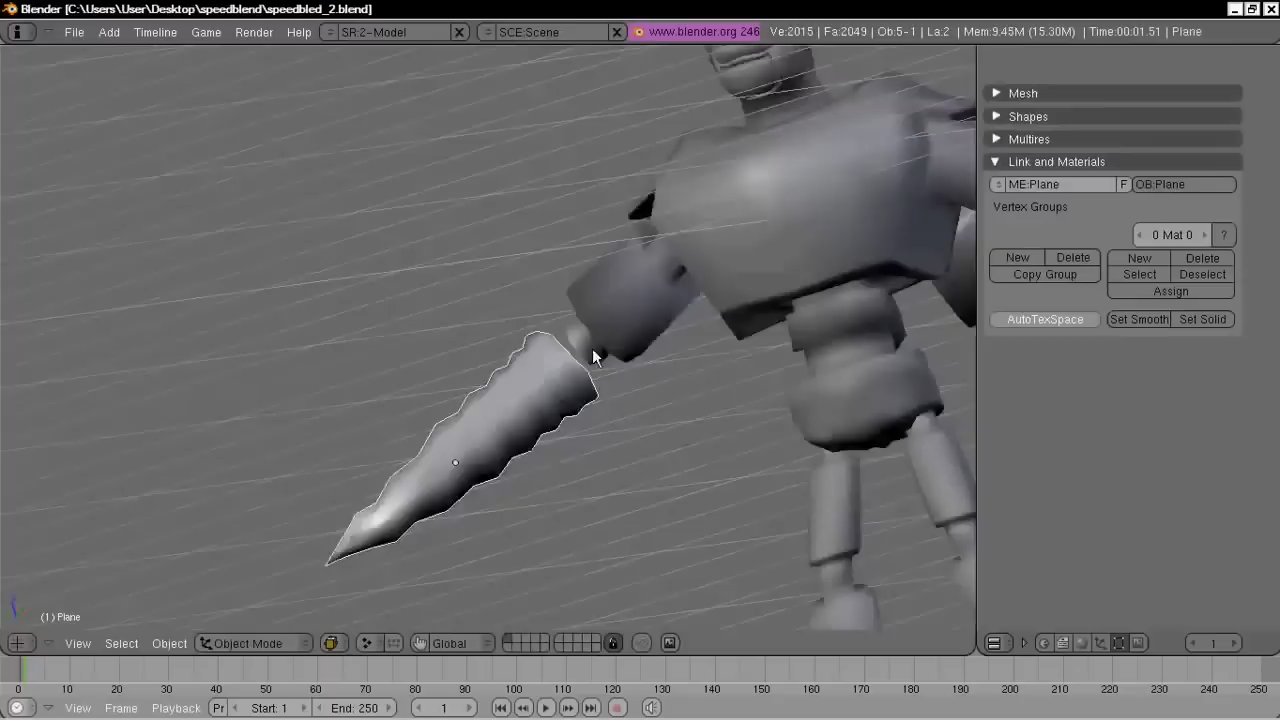 Blender [C:\Users\User\Desktop\speedblend\speedbled_2.blend]
File Add Timeline Game Render Help SR:2-Model SCE:Scene www.blender.org 246 Ve:2015 | Fa:2049 | Ob:5-1 | La:2 | Mem:9.45M (15.30M) | Time:00:01.51 | Plane
Mesh
Shapes
Multires
Link and Materials
ME:Plane F OB:Plane
Vertex Groups
0 Mat 0 ?
New Delete New Delete
Copy Group Select Deselect
Assign
AutoTexSpace Set Smooth Set Solid
(1) Plane
View Select Object Object Mode Global 1
0 10 20 30 40 50 60 70 80 90 100 110 120 130 140 150 160 170 180 190 200 210 220 230 240 250
View Frame Playback Pr Start: 1 End: 250 1